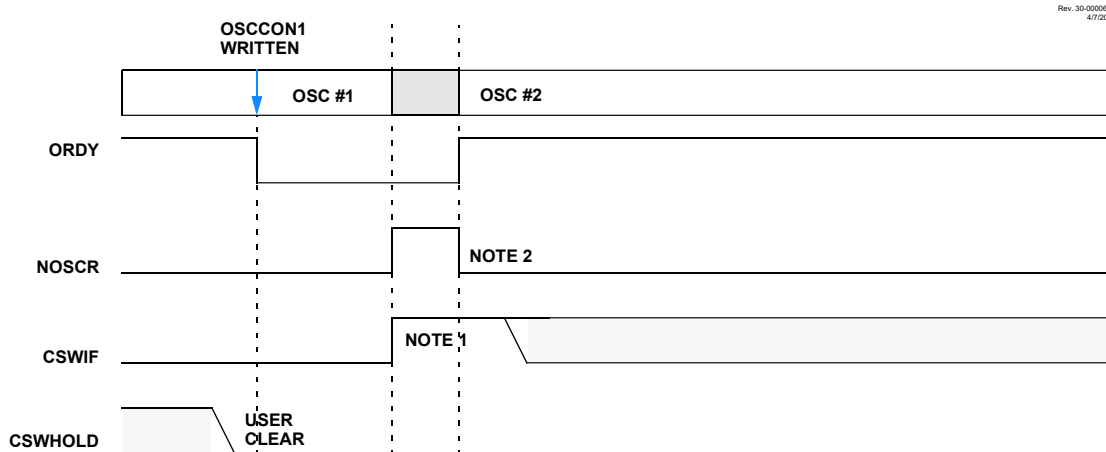 Rev. 30-00006
4/7/20
OSCCON1
WRITTEN
OSC #1
OSC #2
ORDY
NOSCR
NOTE 2
CSWIF
NOTE 1
CSWHOLD
USER
CLEAR